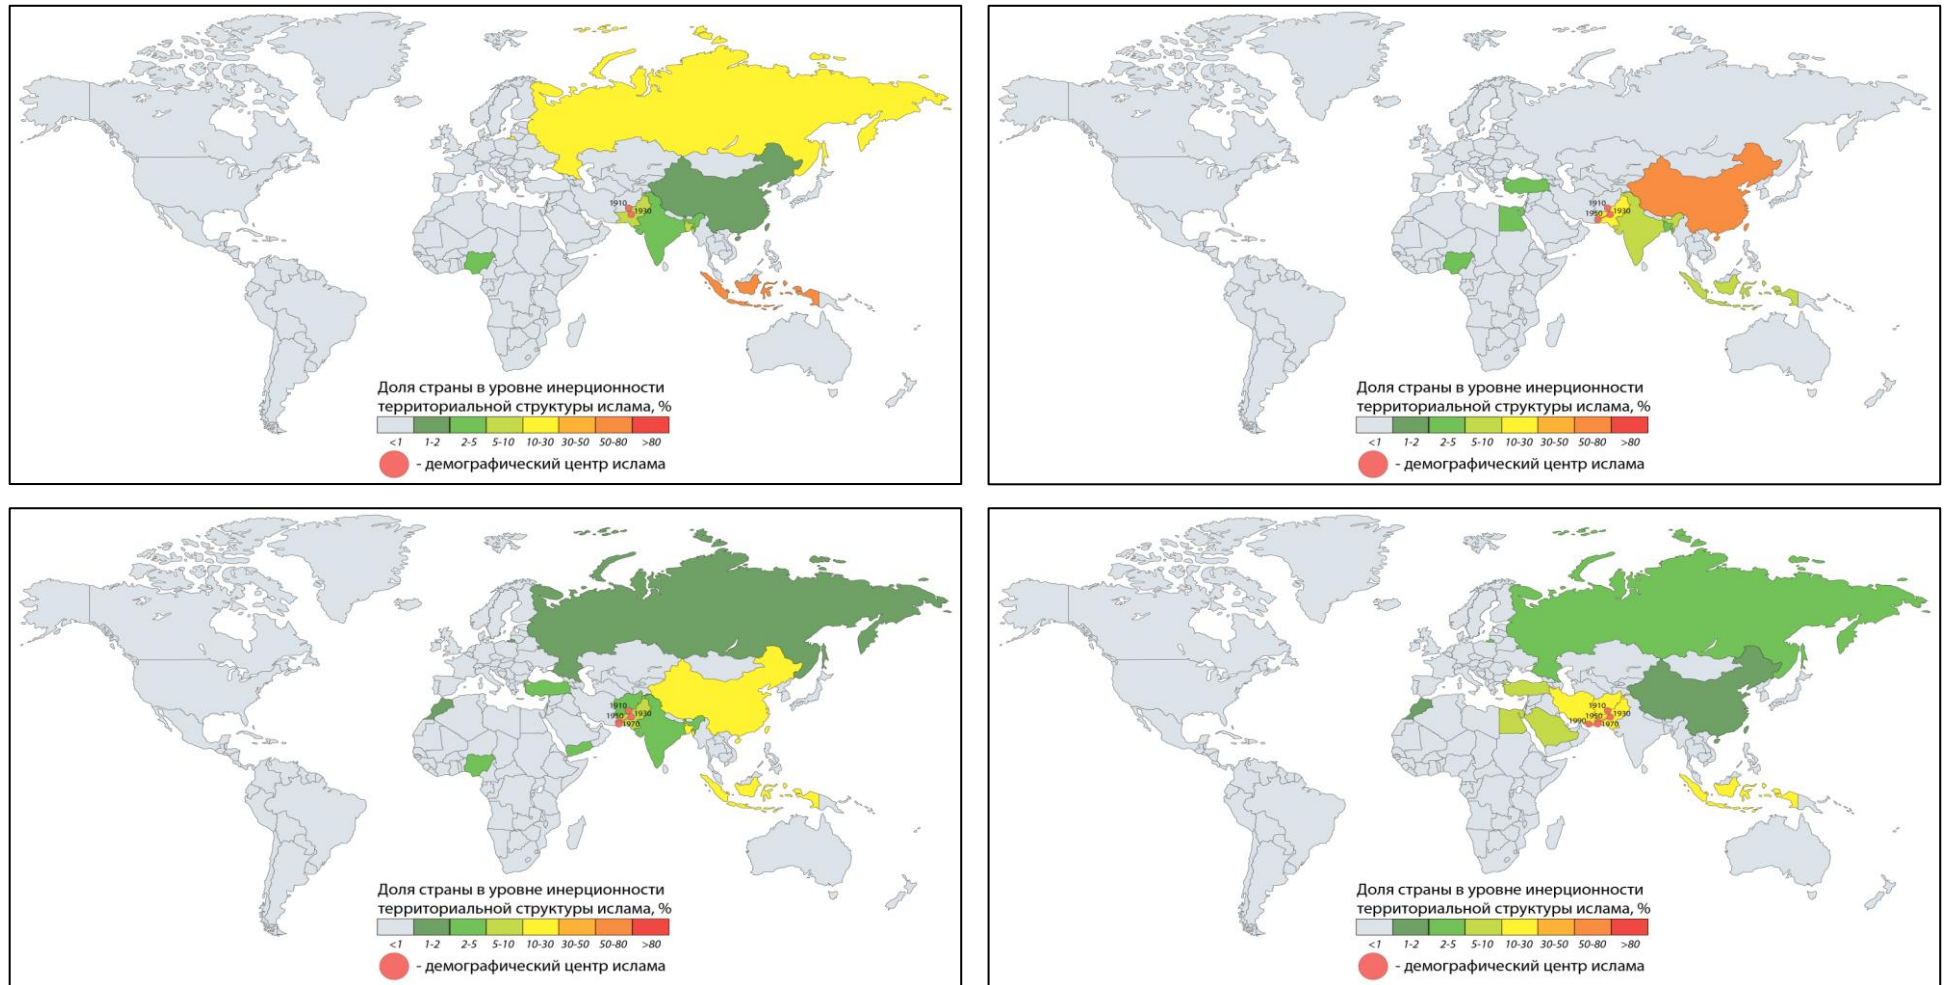 1910
1930
Доля страны в уровне инерционности
территориальной структуры ислама, %
<1 1-2 2-5 5-10 10-30 30-50 50-80 >80
- демографический центр ислама
1910
1950 1930
Доля страны в уровне инерционности
территориальной структуры ислама, %
<1 1-2 2-5 5-10 10-30 30-50 50-80 >80
- демографический центр ислама
1910
1950 1930
1970
Доля страны в уровне инерционности
территориальной структуры ислама, %
<1 1-2 2-5 5-10 10-30 30-50 50-80 >80
- демографический центр ислама
1910
1950 1930
1990 1970
Доля страны в уровне инерционности
территориальной структуры ислама, %
<1 1-2 2-5 5-10 10-30 30-50 50-80 >80
- демографический центр ислама